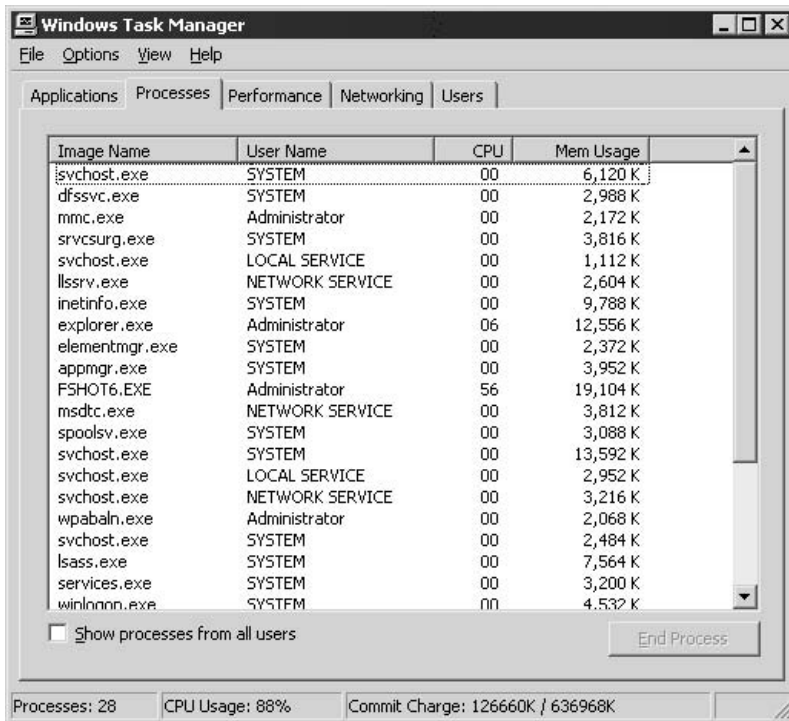 Windows Task Manager
File Options View Help
Applications Processes Performance Networking Users
Image Name User Name CPU Mem Usage
svchost.exe SYSTEM 00 6,120 K
dfssvc.exe SYSTEM 00 2,988 K
mmc.exe Administrator 00 2,172 K
srvcsurg.exe SYSTEM 00 3,816 K
svchost.exe LOCAL SERVICE 00 1,112 K
llssrv.exe NETWORK SERVICE 00 2,604 K
inetinfo.exe SYSTEM 00 9,788 K
explorer.exe Administrator 06 12,556 K
elementmgr.exe SYSTEM 00 2,372 K
appmgr.exe SYSTEM 00 3,952 K
FSHOT6.EXE Administrator 56 19,104 K
msdtc.exe NETWORK SERVICE 00 3,812 K
spoolsv.exe SYSTEM 00 3,088 K
svchost.exe SYSTEM 00 13,592 K
svchost.exe LOCAL SERVICE 00 2,952 K
svchost.exe NETWORK SERVICE 00 3,216 K
wpabaln.exe Administrator 00 2,068 K
svchost.exe SYSTEM 00 2,484 K
lsass.exe SYSTEM 00 7,564 K
services.exe SYSTEM 00 3,200 K
winlogon.exe SYSTEM 00 4,532 K
Show processes from all users
End Process
Processes: 28 CPU Usage: 88% Commit Charge: 126660K / 636968K